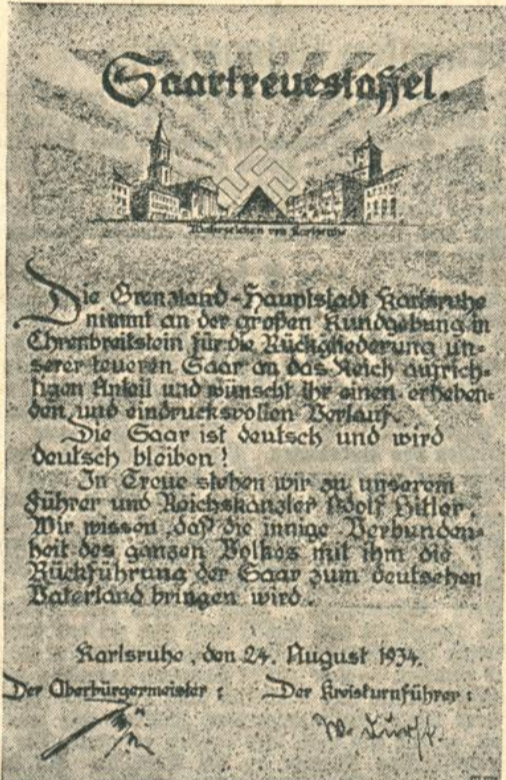 Saartreuestaffel.
Wahrzeichen von Karlsruhe
Die Grenzland-Hauptstadt Karlsruhe
nimmt an der großen Kundgebung in
Ehrenbreitstein für die Rückgliederung un=
serer teueren Saar an das Reich aufrich=
tigen Anteil und wünscht ihr einen erheben=
den und eindrucksvollen Verlauf.
Die Saar ist deutsch und wird
deutsch bleiben!
In Treue stehen wir zu unserem
Führer und Reichskanzler Adolf Hitler.
Wir wissen, daß die innige Verbunden=
heit des ganzen Volkes mit ihm die
Rückführung der Saar zum deutschen
Vaterland bringen wird.
Karlsruhe, den 24. August 1934.
Der Oberbürgermeister: Der Kreisturnführer:
W.